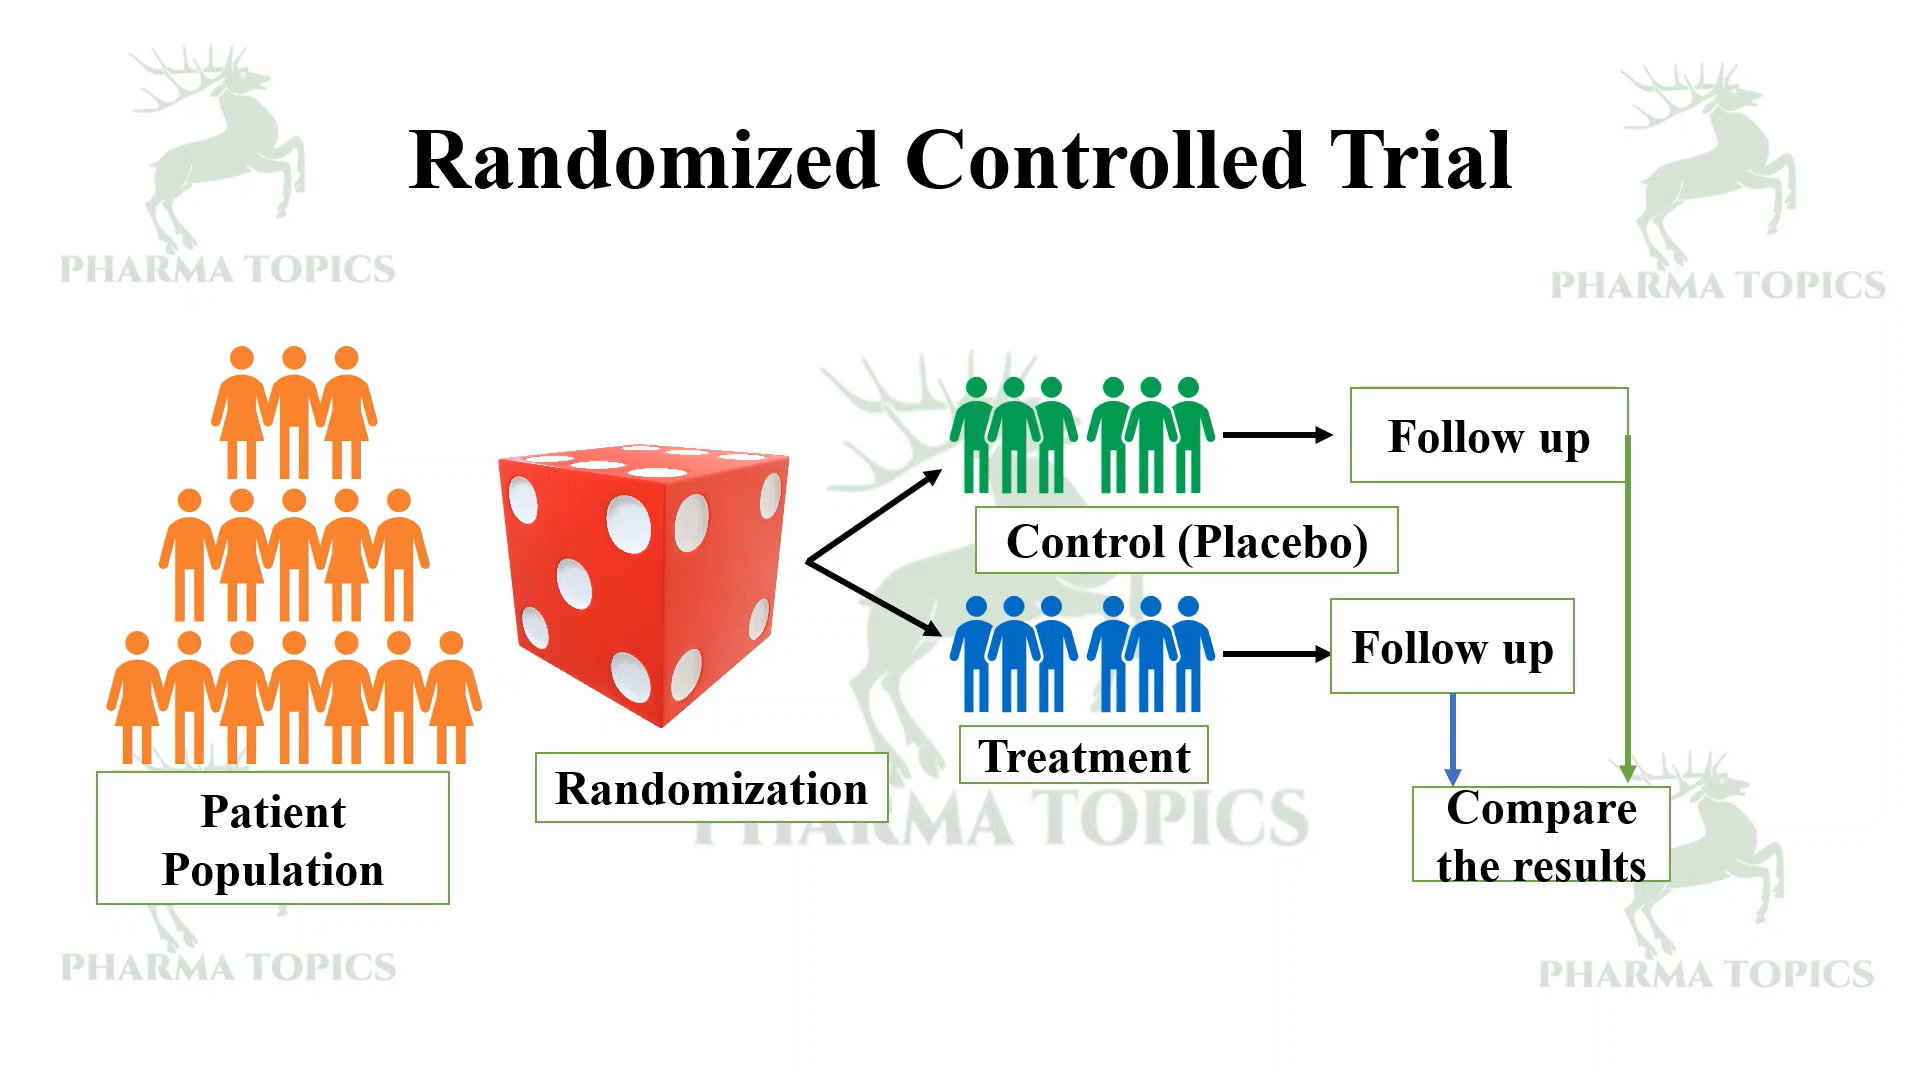 Randomized Controlled Trial
PHARMA TOPICS
PHARMA TOPICS
Follow up
Control (Placebo)
Follow up
Treatment
Randomization
Patient
Population
Compare
the results
PHARMA TOPICS
PHARMA TOPICS
PHARMA TOPICS